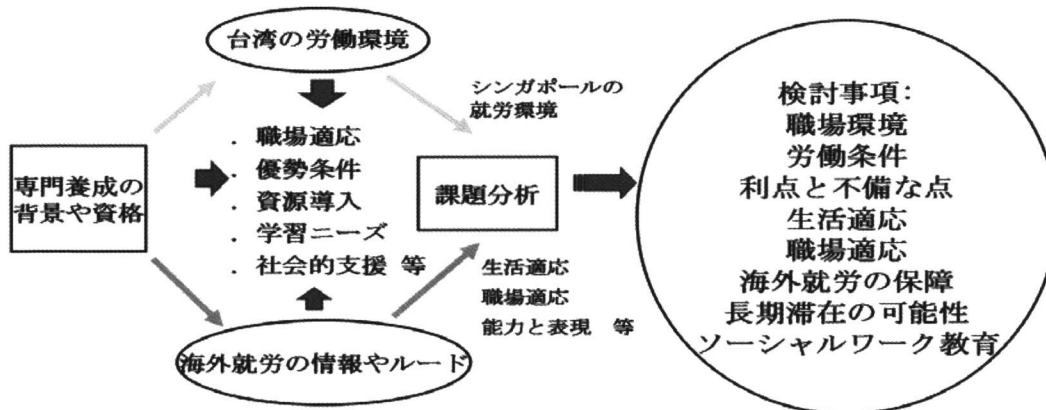 台湾の労働環境
シンガポールの
就労環境
専門養成の
背景や資格
. 職場適応
. 優勢条件
. 資源導入
. 学習ニーズ
. 社会的支援 等
課題分析
生活適応
職場適応
能力と表現 等
海外就労の情報やルード
検討事項:
職場環境
労働条件
利点と不備な点
生活適応
職場適応
海外就労の保障
長期滞在の可能性
ソーシャルワーク教育